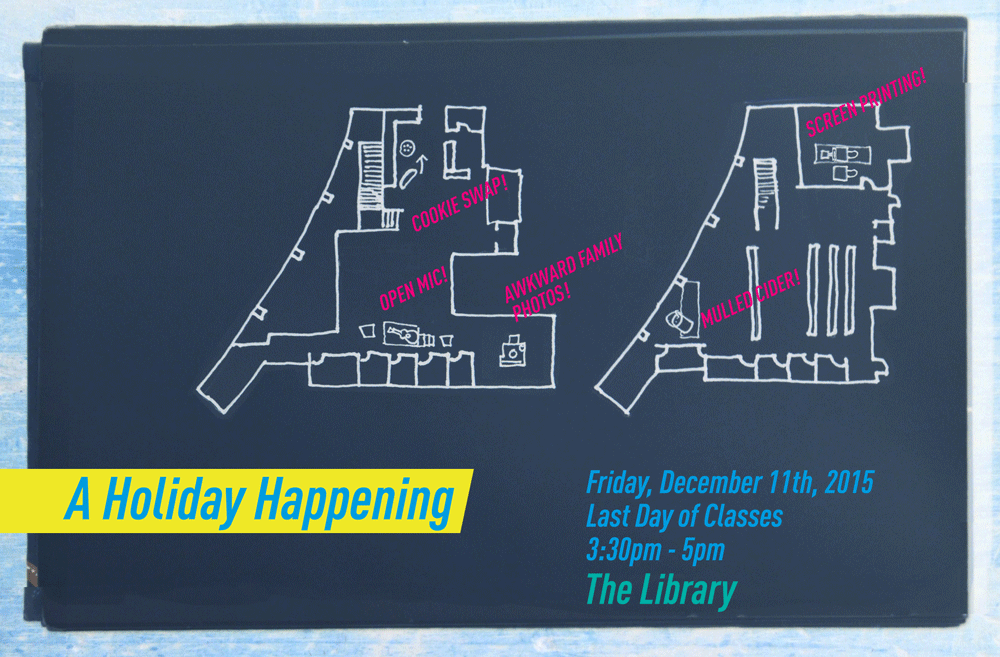 SCREEN PRINTING!
COOKIE SWAP!
OPEN MIC!
AWKWARD FAMILY
PHOTOS!
MULLED CIDER!
A Holiday Happening
Friday, December 11th, 2015
Last Day of Classes
3:30pm - 5pm
The Library